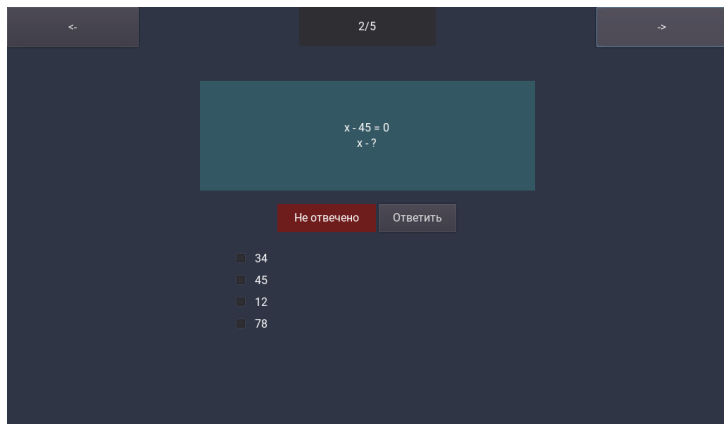 <- 2/5 ->
x - 45 = 0
x - ?
Не отвечено Ответить
34
45
12
78